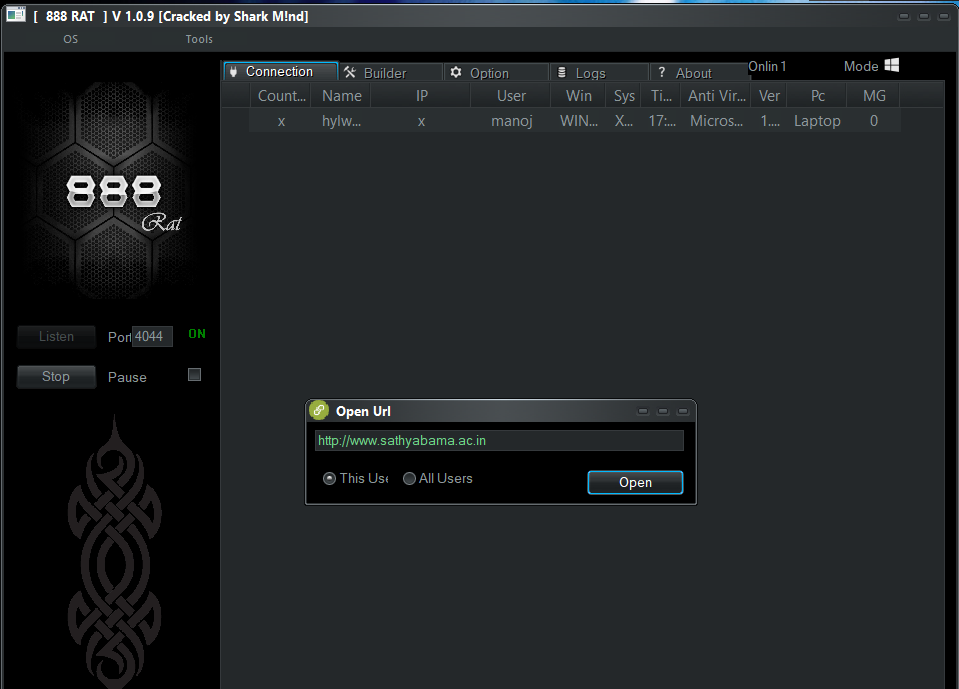 [ 888 RAT ] V 1.0.9 [Cracked by Shark M!nd]
OS Tools
Connection Builder Option Logs ? About Onlin 1 Mode
Count... Name IP User Win Sys Ti... Anti Vir... Ver Pc MG
x hylw... x manoj WIN... X... 17:... Micros... 1.... Laptop 0
888
Rat
Listen Port 4044 ON
Stop Pause
Open Url
http://www.sathyabama.ac.in
This Use All Users Open